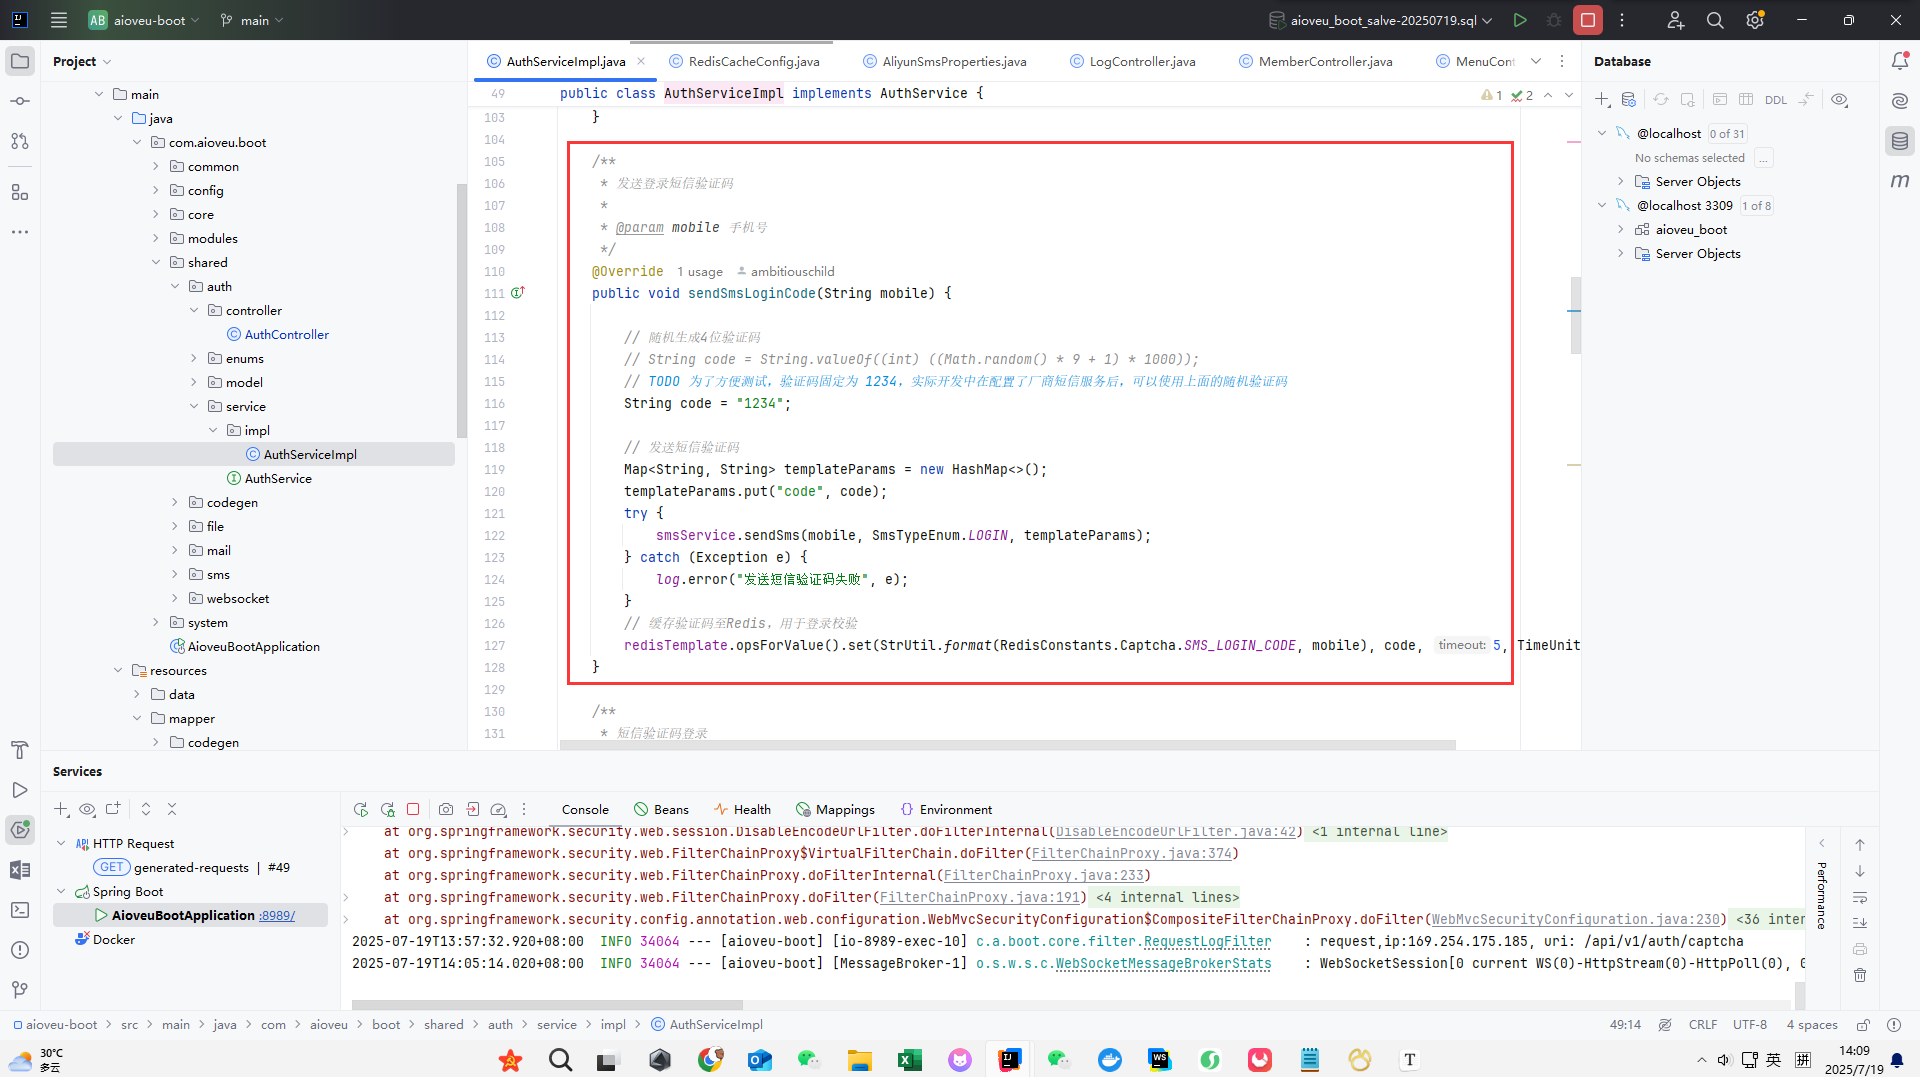 AB aioveu-boot main aioveu_boot_salve-20250719.sql
Project
main
java
com.aioveu.boot
common
config
core
modules
shared
auth
controller
AuthController
enums
model
service
impl
AuthServiceImpl
AuthService
codegen
file
mail
sms
websocket
system
AioveuBootApplication
resources
data
mapper
codegen
AuthServiceImpl.java RedisCacheConfig.java AliyunSmsProperties.java LogController.java MemberController.java MenuCont
49 public class AuthServiceImpl implements AuthService { 1 2
103 }
104
105 /**
106 * 发送登录短信验证码
107 *
108 * @param mobile 手机号
109 */
110 @Override 1 usage ambitiouschild
111 public void sendSmsLoginCode(String mobile) {
112
113 // 随机生成4位验证码
114 // String code = String.valueOf((int) ((Math.random() * 9 + 1) * 1000));
115 // TODO 为了方便测试，验证码固定为 1234，实际开发中在配置了厂商短信服务后，可以使用上面的随机验证码
116 String code = "1234";
117
118 // 发送短信验证码
119 Map<String, String> templateParams = new HashMap<>();
120 templateParams.put("code", code);
121 try {
122 smsService.sendSms(mobile, SmsTypeEnum.LOGIN, templateParams);
123 } catch (Exception e) {
124 log.error("发送短信验证码失败", e);
125 }
126 // 缓存验证码至Redis，用于登录校验
127 redisTemplate.opsForValue().set(StrUtil.format(RedisConstants.Captcha.SMS_LOGIN_CODE, mobile), code, timeout: 5, TimeUnit
128 }
129
130 /**
131 * 短信验证码登录
Database
DDL
@localhost 0 of 31
No schemas selected ...
Server Objects
@localhost 3309 1 of 8
aioveu_boot
Server Objects
m
Services
HTTP Request
GET generated-requests | #49
Spring Boot
AioveuBootApplication :8989/
Docker
Console Beans Health Mappings Environment
at org.springframework.security.web.session.DisableEncodeUrlFilter.doFilterInternal(DisableEncodeUrlFilter.java:42) <1 internal line>
at org.springframework.security.web.FilterChainProxy$VirtualFilterChain.doFilter(FilterChainProxy.java:374)
at org.springframework.security.web.FilterChainProxy.doFilterInternal(FilterChainProxy.java:233)
at org.springframework.security.web.FilterChainProxy.doFilter(FilterChainProxy.java:191) <4 internal lines>
at org.springframework.security.config.annotation.web.configuration.WebMvcSecurityConfiguration$CompositeFilterChainProxy.doFilter(WebMvcSecurityConfiguration.java:230) <36 inter
2025-07-19T13:57:32.920+08:00 INFO 34064 --- [aioveu-boot] [io-8989-exec-10] c.a.boot.core.filter.RequestLogFilter : request,ip:169.254.175.185, uri: /api/v1/auth/captcha
2025-07-19T14:05:14.020+08:00 INFO 34064 --- [aioveu-boot] [MessageBroker-1] o.s.w.s.c.WebSocketMessageBrokerStats : WebSocketSession[0 current WS(0)-HttpStream(0)-HttpPoll(0), 0
Performance
aioveu-boot > src > main > java > com > aioveu > boot > shared > auth > service > impl > AuthServiceImpl
49:14 CRLF UTF-8 4 spaces
30°C
多云
英 拼
14:09
2025/7/19